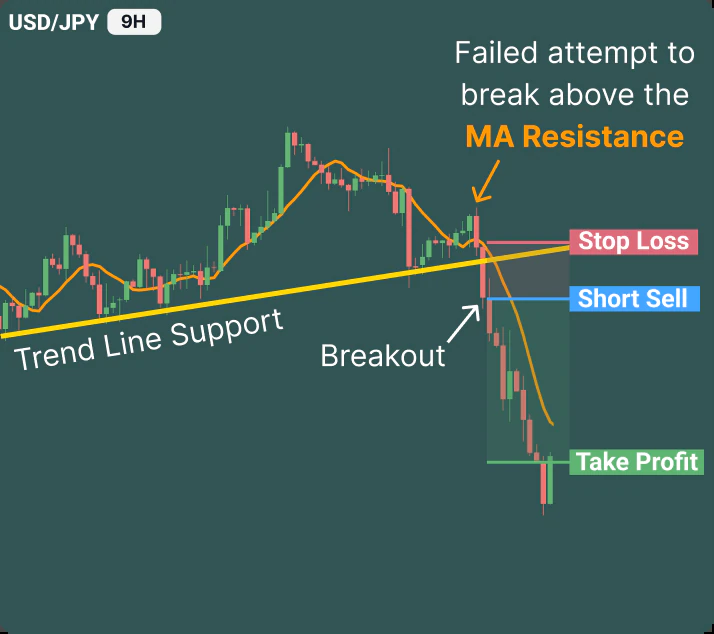 USD/JPY 9H
Failed attempt to
break above the
MA Resistance
Stop Loss
Short Sell
Trend Line Support
Breakout
Take Profit